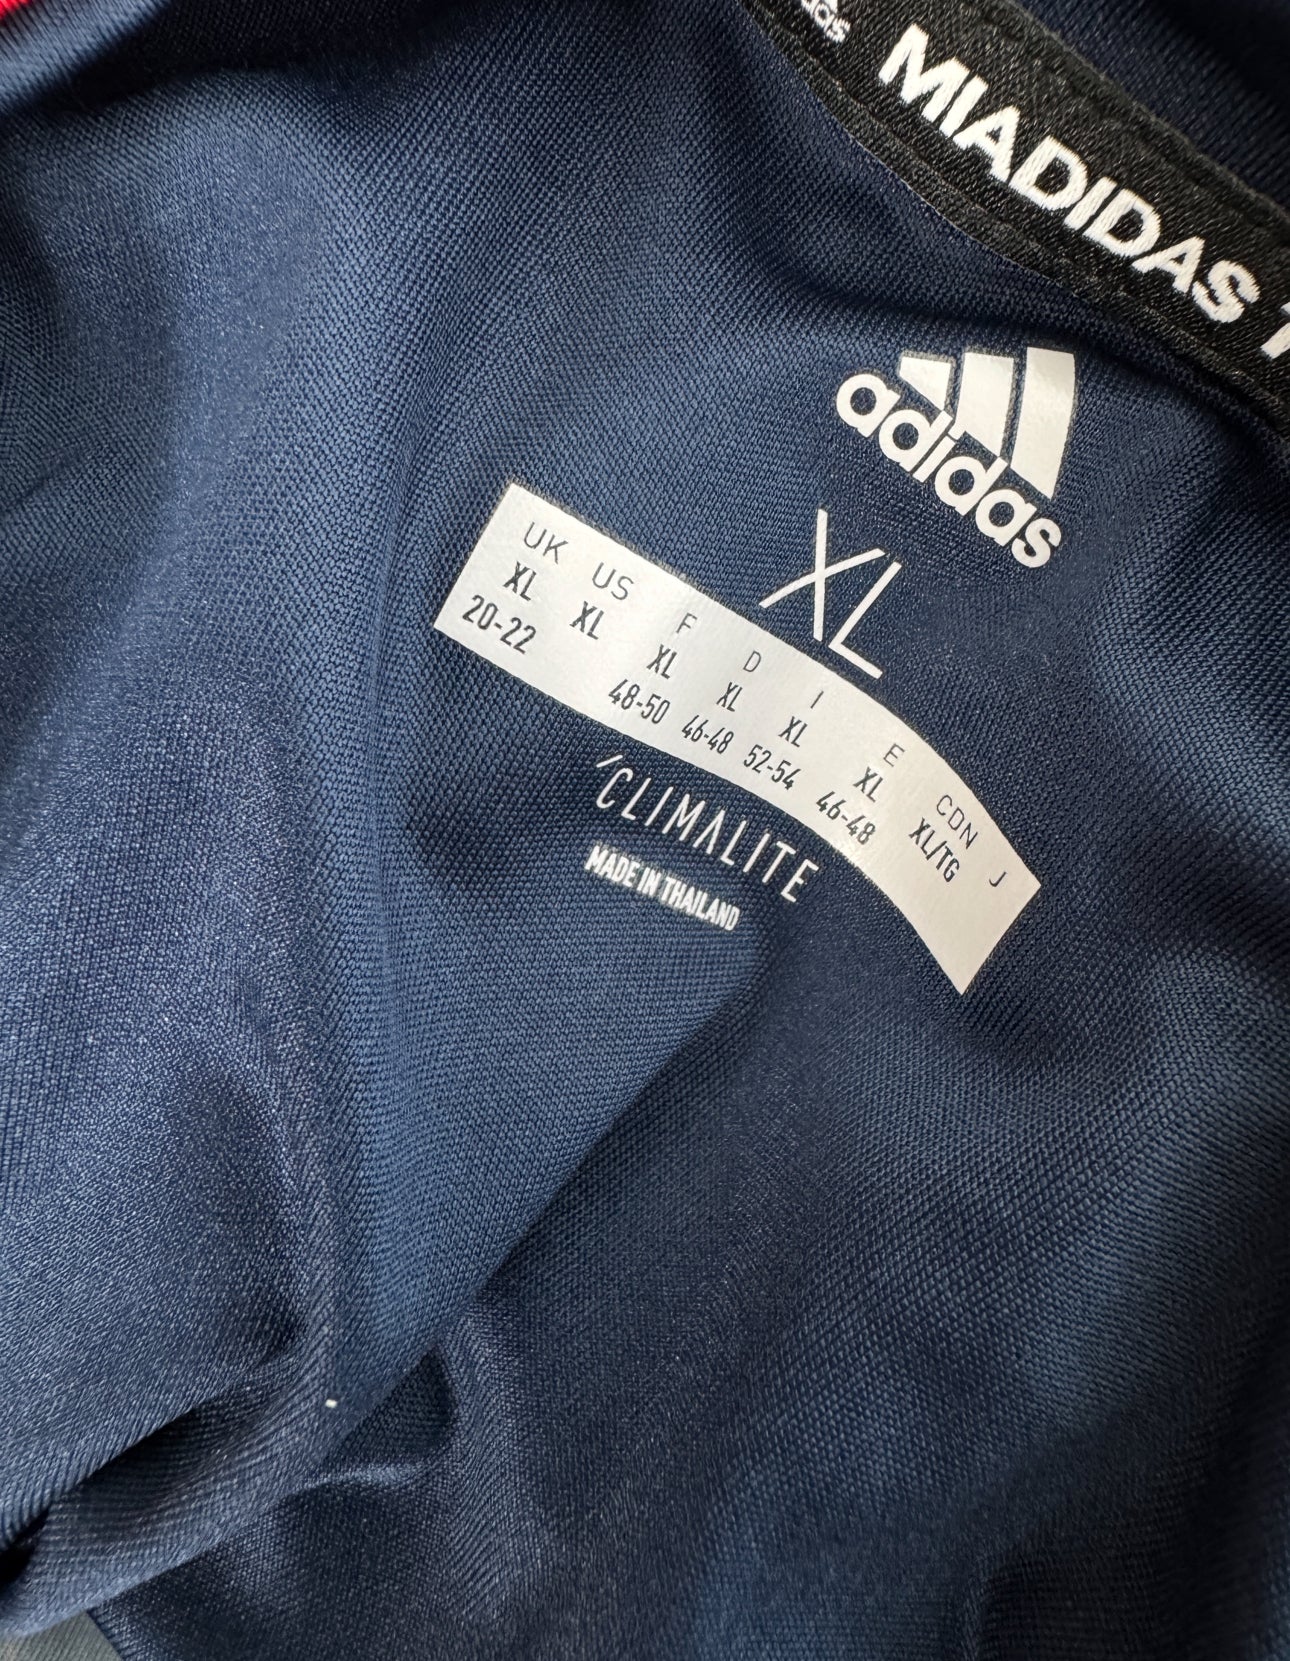 adidas
MIADIDAS
adidas
XL
UK US F D I E CDN J
XL XL XL XL XL XL XL/TG
20-22 48-50 46-48 52-54 46-48
CLIMALITE
MADE IN THAILAND